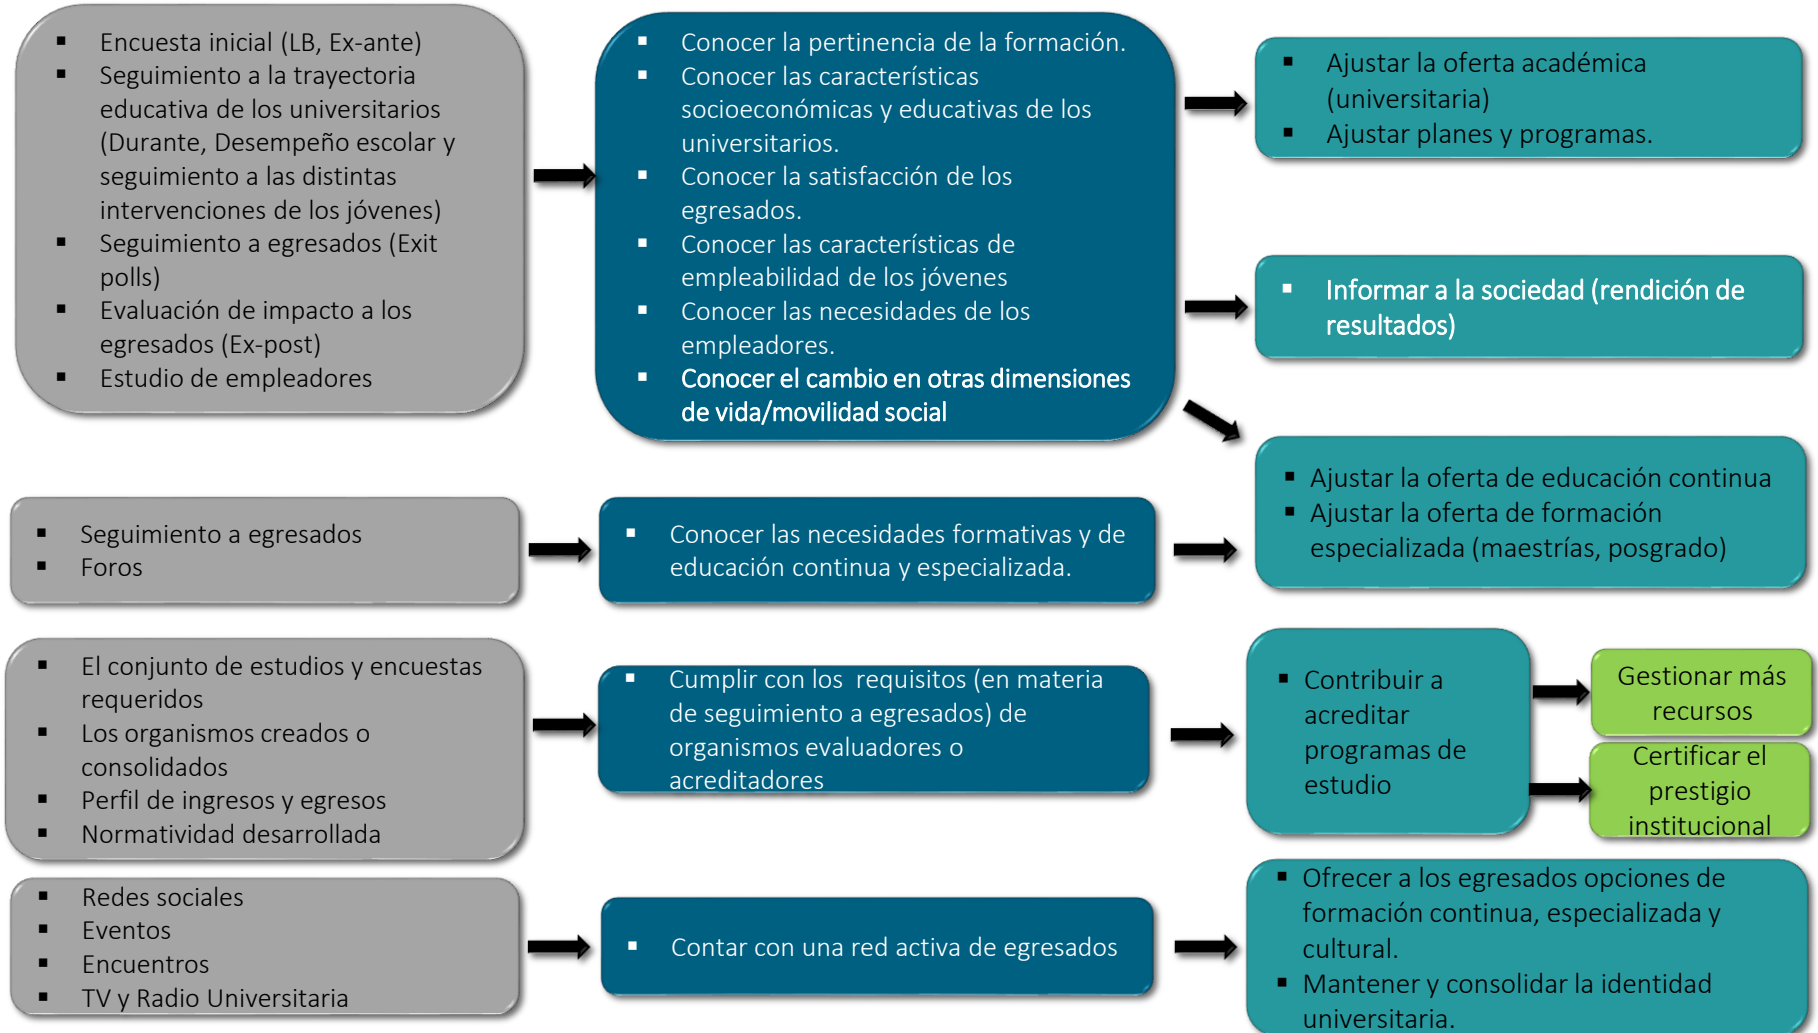 ▪ Encuesta inicial (LB, Ex-ante)
▪ Seguimiento a la trayectoria
educativa de los universitarios
(Durante, Desempeño escolar y
seguimiento a las distintas
intervenciones de los jóvenes)
▪ Seguimiento a egresados (Exit
polls)
▪ Evaluación de impacto a los
egresados (Ex-post)
▪ Estudio de empleadores
▪ Conocer la pertinencia de la formación.
▪ Conocer las características
socioeconómicas y educativas de los
universitarios.
▪ Conocer la satisfacción de los
egresados.
▪ Conocer las características de
empleabilidad de los jóvenes
▪ Conocer las necesidades de los
empleadores.
▪ Conocer el cambio en otras dimensiones
de vida/movilidad social
▪ Ajustar la oferta académica
(universitaria)
▪ Ajustar planes y programas.
▪ Informar a la sociedad (rendición de
resultados)
▪ Ajustar la oferta de educación continua
▪ Ajustar la oferta de formación
especializada (maestrías, posgrado)
▪ Seguimiento a egresados
▪ Foros
▪ Conocer las necesidades formativas y de
educación continua y especializada.
▪ El conjunto de estudios y encuestas
requeridos
▪ Los organismos creados o
consolidados
▪ Perfil de ingresos y egresos
▪ Normatividad desarrollada
▪ Cumplir con los requisitos (en materia
de seguimiento a egresados) de
organismos evaluadores o
acreditadores
▪ Contribuir a
acreditar
programas de
estudio
Gestionar más
recursos
Certificar el
prestigio
institucional
▪ Redes sociales
▪ Eventos
▪ Encuentros
▪ TV y Radio Universitaria
▪ Contar con una red activa de egresados
▪ Ofrecer a los egresados opciones de
formación continua, especializada y
cultural.
▪ Mantener y consolidar la identidad
universitaria.